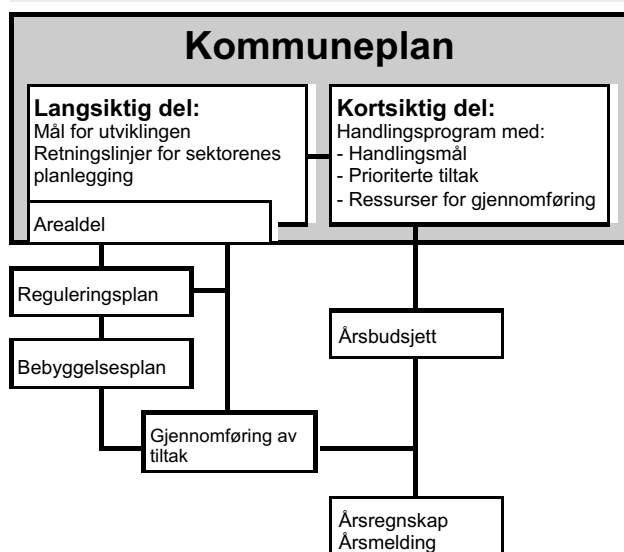 Kommuneplan
Langsiktig del:
Mål for utviklingen
Retningslinjer for sektorenes
planlegging
Arealdel
Kortsiktig del:
Handlingsprogram med:
- Handlingsmål
- Prioriterte tiltak
- Ressurser for gjennomføring
Reguleringsplan
Årsbudsjett
Bebyggelsesplan
Gjennomføring av
tiltak
Årsregnskap
Årsmelding